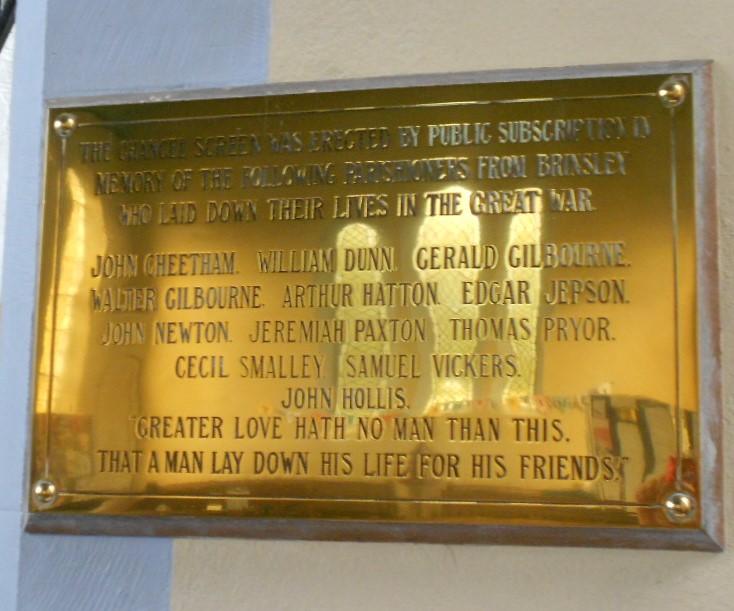 THE CHANCEL SCREEN WAS ERECTED BY PUBLIC SUBSCRIPTION IN
MEMORY OF THE FOLLOWING PARISHIONERS FROM BRINSLEY
WHO LAID DOWN THEIR LIVES IN THE GREAT WAR.
JOHN CHEETHAM. WILLIAM DUNN. GERAUD GILBOURNE.
WALTER GILBOURNE. ARTHUR HATTON. EDGAR JEPSON.
JOHN NEWTON. JEREMIAH PAXTON THOMAS PRYOR.
CECIL SMALLEY. SAMUEL VICKERS.
JOHN HOLLIS.
"GREATER LOVE HATH NO MAN THAN THIS.
THAT A MAN LAY DOWN HIS LIFE FOR HIS FRIENDS."